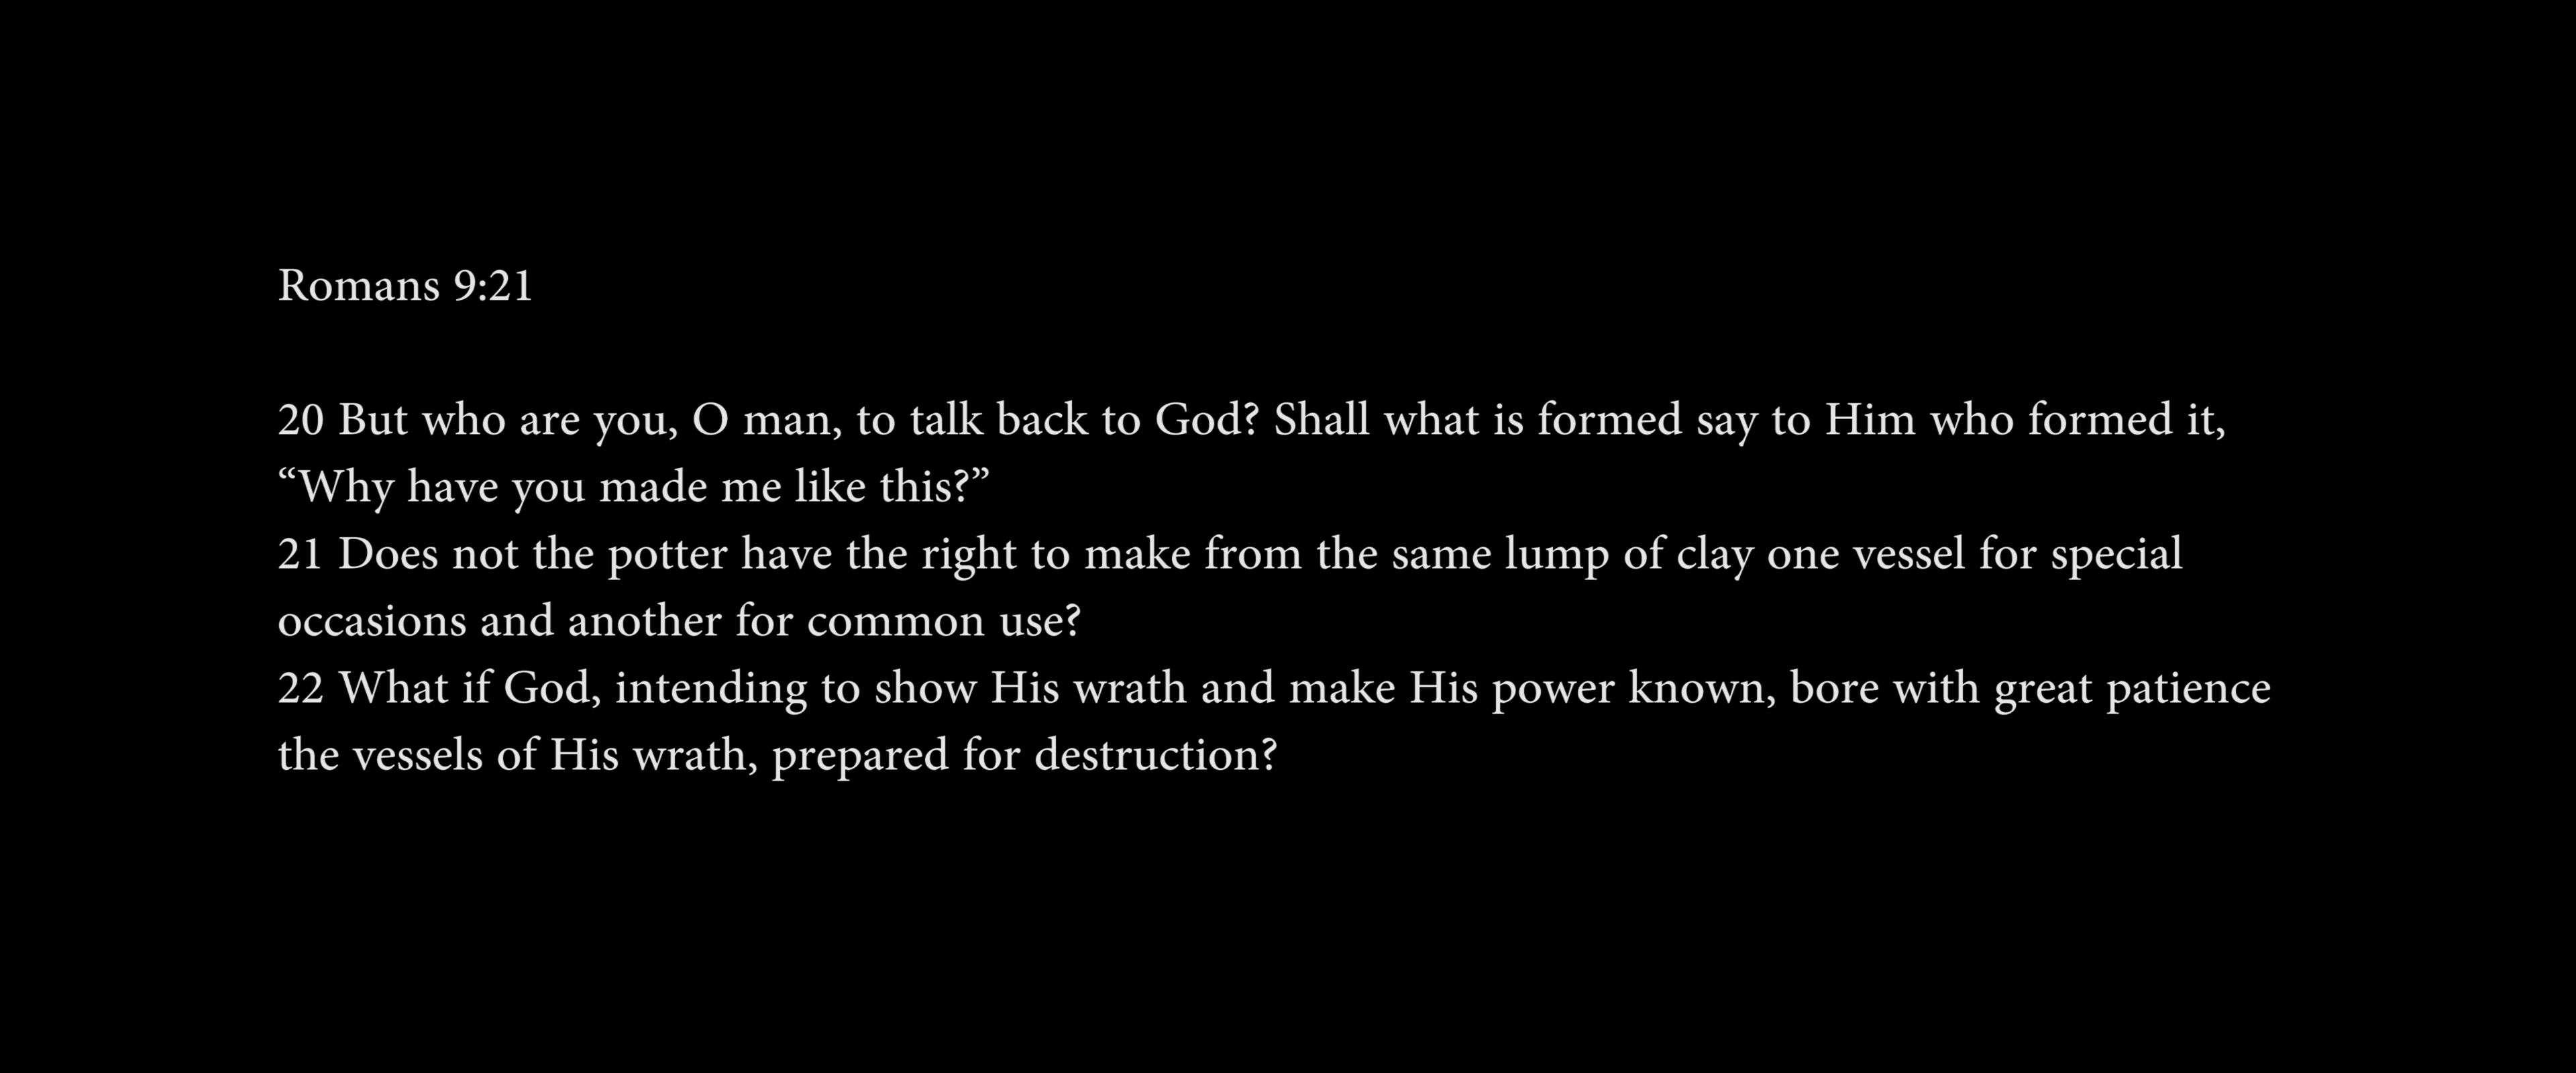 Romans 9:21
20 But who are you, O man, to talk back to God? Shall what is formed say to Him who formed it,
“Why have you made me like this?”
21 Does not the potter have the right to make from the same lump of clay one vessel for special
occasions and another for common use?
22 What if God, intending to show His wrath and make His power known, bore with great patience
the vessels of His wrath, prepared for destruction?